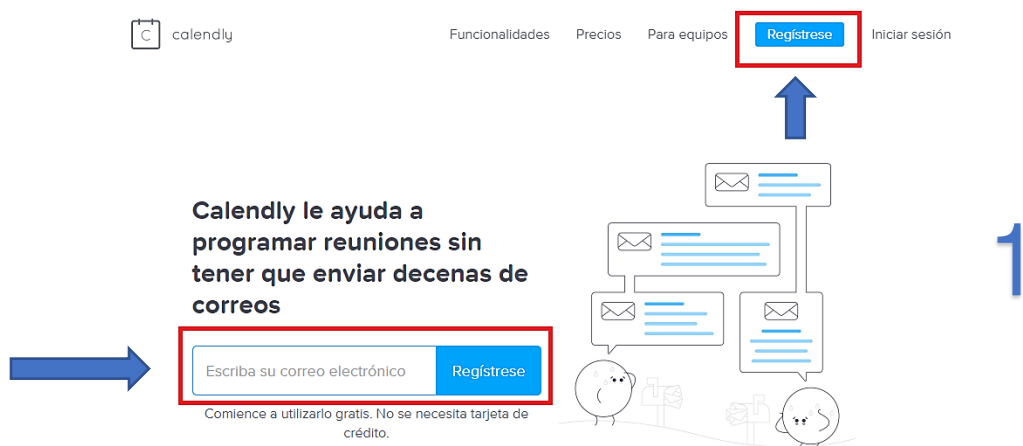 C calendly
Funcionalidades Precios Para equipos Regístrese Iniciar sesión
Calendly le ayuda a
programar reuniones sin
tener que enviar decenas de
correos
Escriba su correo electrónico Regístrese
Comience a utilizarlo gratis. No se necesita tarjeta de
crédito.
1